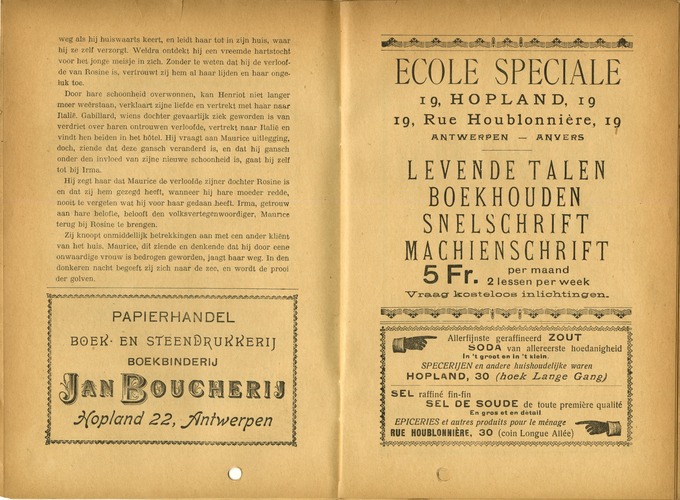 weg als hij huiswaarts keert, en leidt haar tot in zijn huis, waar
hij ze zelf verzorgt. Weldra ontdekt hij een vreemde hartstocht
voor het jonge meisje in zich. Zonder te weten dat hij de verloof-
de van Rosine is, vertrouwt zij hem al haar lijden en haar onge-
luk toe.
Door hare schoonheid overwonnen, kan Henriot niet langer
meer weêrstaan, verklaart zijne liefde en vertrekt met haar naar
Italië. Gabillard, wiens dochter gevaarlijk ziek geworden is van
verdriet over haren ontrouwen verloofde, vertrekt naar Italië en
vindt hen beiden in het hôtel. Hij vraagt aan Maurice uitlegging,
doch, ziende dat deze gansch veranderd is, en dat hij gansch
onder den invloed van zijne nieuwe schoonheid is, gaat hij zelf
tot bij Irma.
Hij zegt haar dat Maurice de verloofde zijner dochter Rosine is
en dat zij hem gezegd heeft, wanneer hij hare moeder redde,
nooit te vergeten wat hij voor haar gedaan heeft. Irma, getrouw
aan hare belofte, belooft den volksvertegenwoordiger, Maurice
terug bij Rosine te brengen.
Zij knoopt onmiddellijk betrekkingen aan met een ander kliënt
van het huis. Maurice, dit ziende en denkende dat hij door eene
onwaardige vrouw is bedrogen geworden, jaagt haar weg. In den
donkeren nacht begeeft zij zich naar de zee, en wordt de prooi
der golven.
PAPIERHANDEL
BOEK- EN STEENDRUKKERIJ
BOEKBINDERIJ
JAN BOUCHERIJ
Hopland 22, Antwerpen
ECOLE SPECIALE
19, HOPLAND, 19
19, Rue Houblonnière, 19
ANTWERPEN — ANVERS
LEVENDE TALEN
BOEKHOUDEN
SNELSCHRIFT
MACHIENSCHRIFT
5 Fr. per maand
2 lessen per week
Vraag kosteloos inlichtingen.
Allerfijnste geraffineerd ZOUT
SODA van allereerste hoedanigheid
In 't groot en in 't klein.
SPECERIJEN en andere huishoudelijke waren
HOPLAND, 30 (hoek Lange Gang)
SEL raffiné fin-fin
SEL DE SOUDE de toute première qualité
En gros et en détail
EPICERIES et autres produits pour le ménage
RUE HOUBLONNIÈRE, 30 (coin Longue Allée)